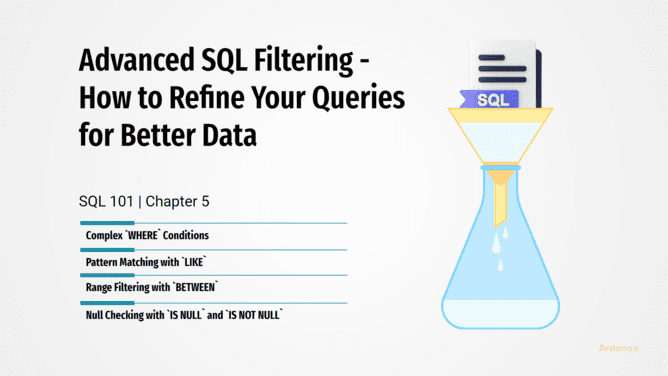 Advanced SQL Filtering -
How to Refine Your Queries
for Better Data
SQL
SQL 101 | Chapter 5
Complex `WHERE` Conditions
Pattern Matching with `LIKE`
Range Filtering with `BETWEEN`
Null Checking with `IS NULL` and `IS NOT NULL`
Ardenov